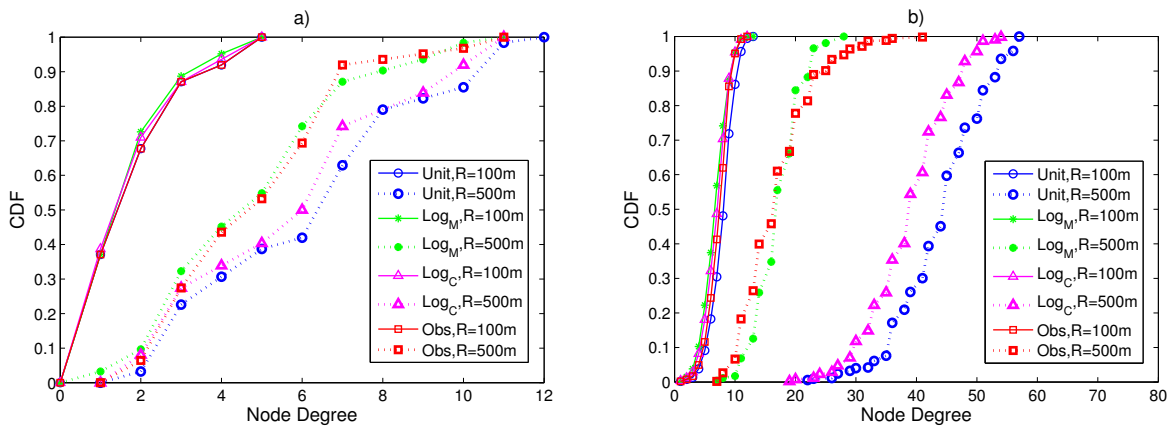 a)
CDF
1
0.9
0.8
0.7
0.6
0.5
0.4
0.3
0.2
0.1
0
0 2 4 6 8 10 12
Node Degree
Unit,R=100m
Unit,R=500m
Log_M,R=100m
Log_M,R=500m
Log_C,R=100m
Log_C,R=500m
Obs,R=100m
Obs,R=500m
b)
CDF
1
0.9
0.8
0.7
0.6
0.5
0.4
0.3
0.2
0.1
0
0 10 20 30 40 50 60 70 80
Node Degree
Unit,R=100m
Unit,R=500m
Log_M,R=100m
Log_M,R=500m
Log_C,R=100m
Log_C,R=500m
Obs,R=100m
Obs,R=500m